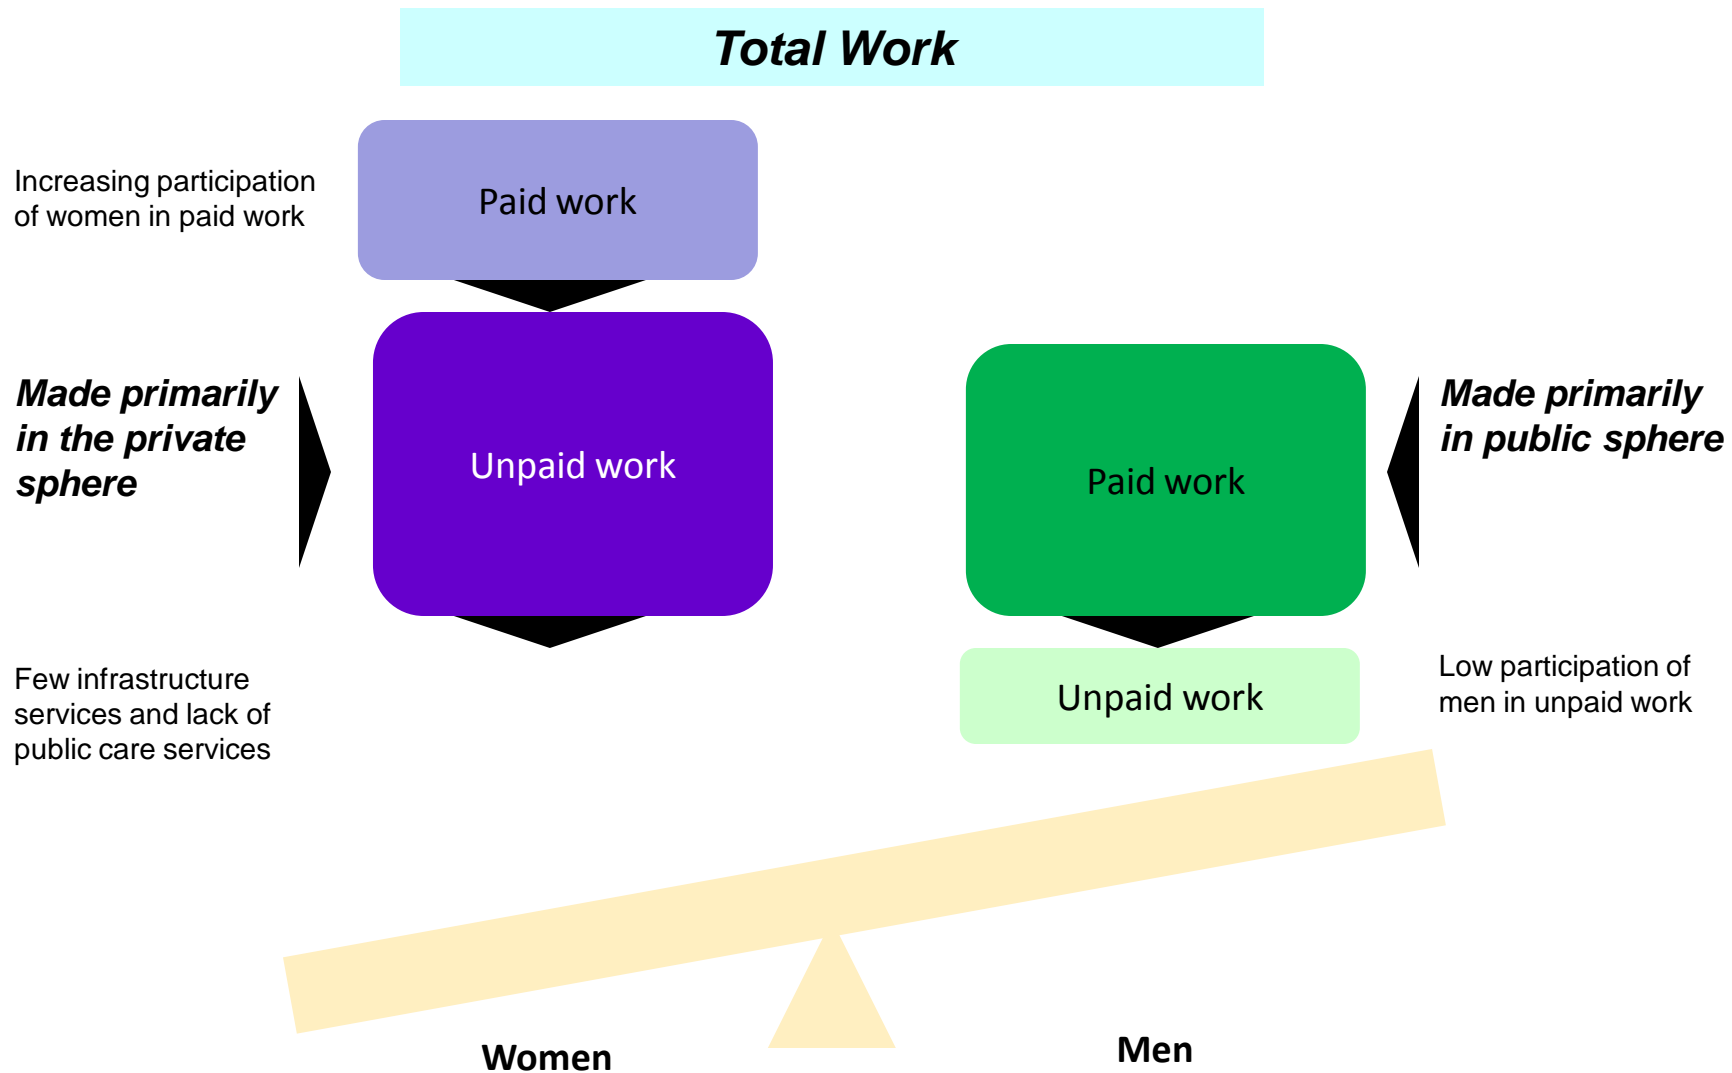 Total Work
Increasing participation
of women in paid work
Paid work
Made primarily
in the private
sphere
Unpaid work
Paid work
Made primarily
in public sphere
Few infrastructure
services and lack of
public care services
Unpaid work
Low participation of
men in unpaid work
Women
Men